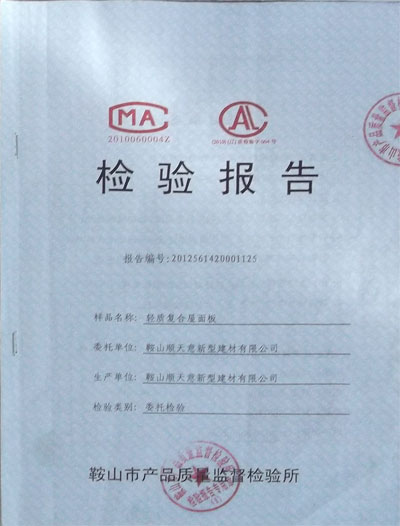 MA
2010060004Z
AL
检验报告
报告编号:2012561420001125
样品名称: 轻质复合屋面板
委托单位: 鞍山顺天意新型建材有限公司
生产单位: 鞍山顺天意新型建材有限公司
检验类别: 委托检验
鞍山市产品质量监督检验所